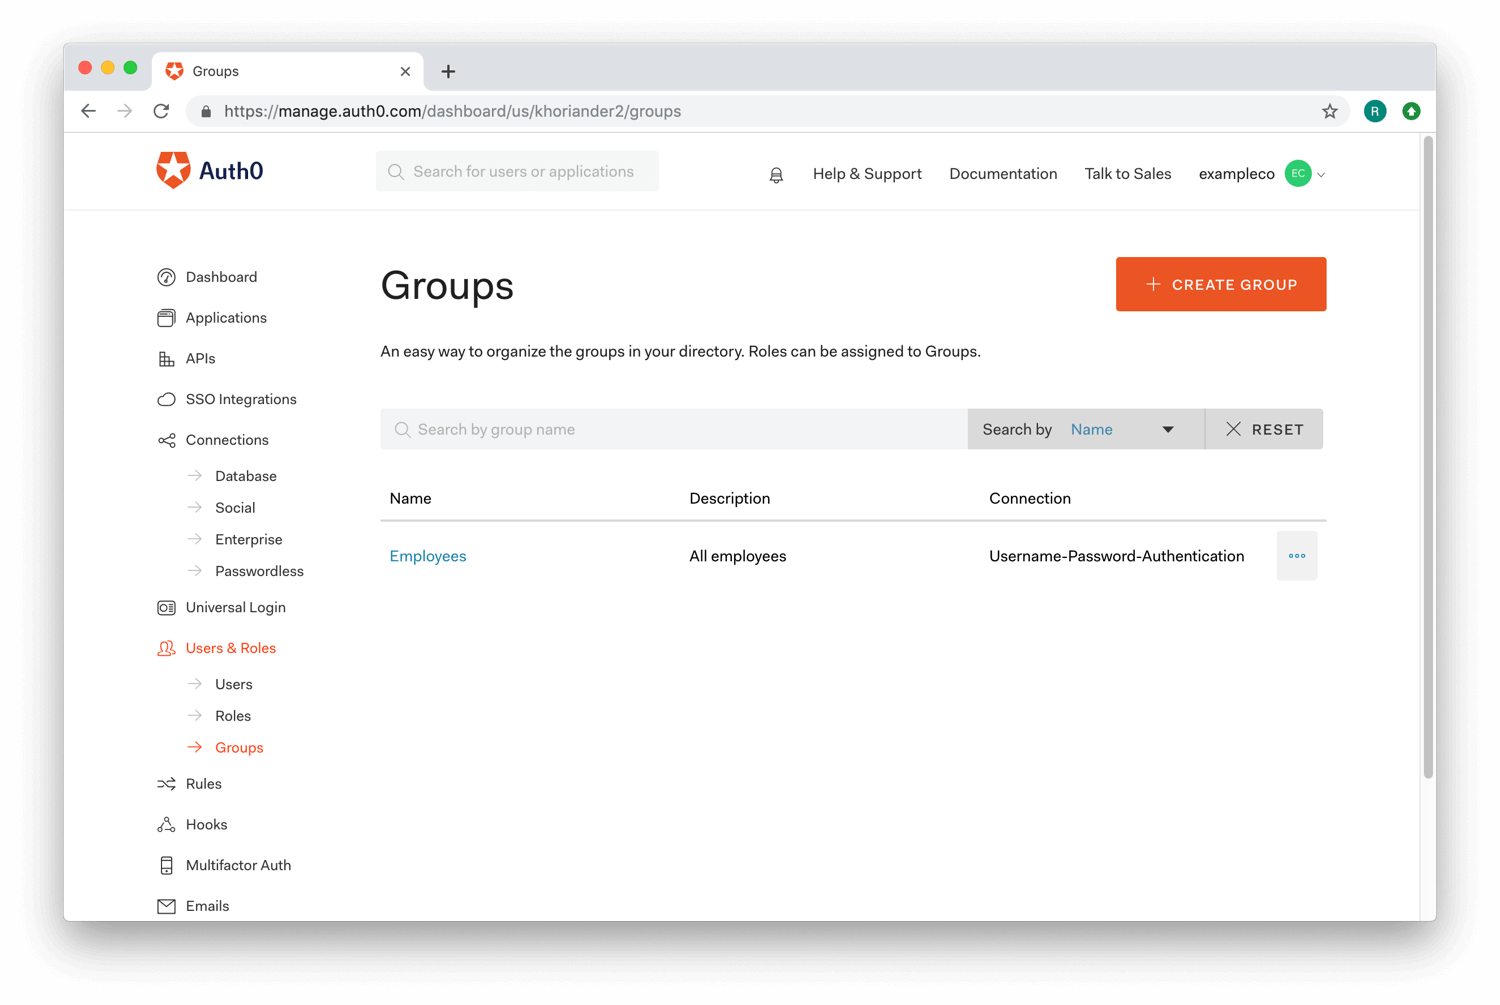 Groups
https://manage.auth0.com/dashboard/us/khoriander2/groups
R
Auth0
Search for users or applications
Help & Support
Documentation
Talk to Sales
exampleco
EC
Dashboard
Applications
APIs
SSO Integrations
Connections
Database
Social
Enterprise
Passwordless
Universal Login
Users & Roles
Users
Roles
Groups
Rules
Hooks
Multifactor Auth
Emails
Groups
CREATE GROUP
An easy way to organize the groups in your directory. Roles can be assigned to Groups.
Search by group name
Search by Name
RESET
Name Description Connection
Employees All employees Username-Password-Authentication